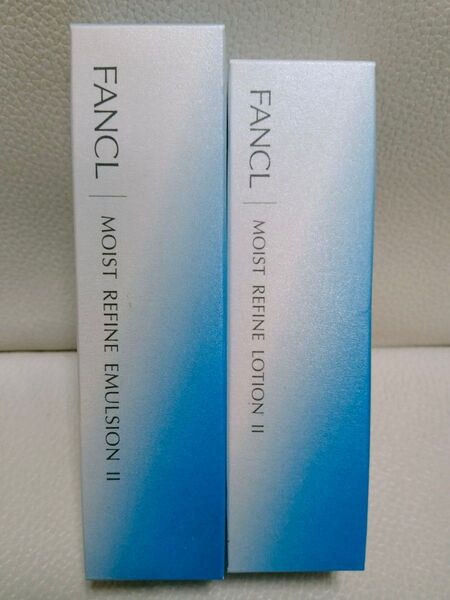 FANCL | MOIST REFINE EMULSION II
FANCL | MOIST REFINE LOTION II